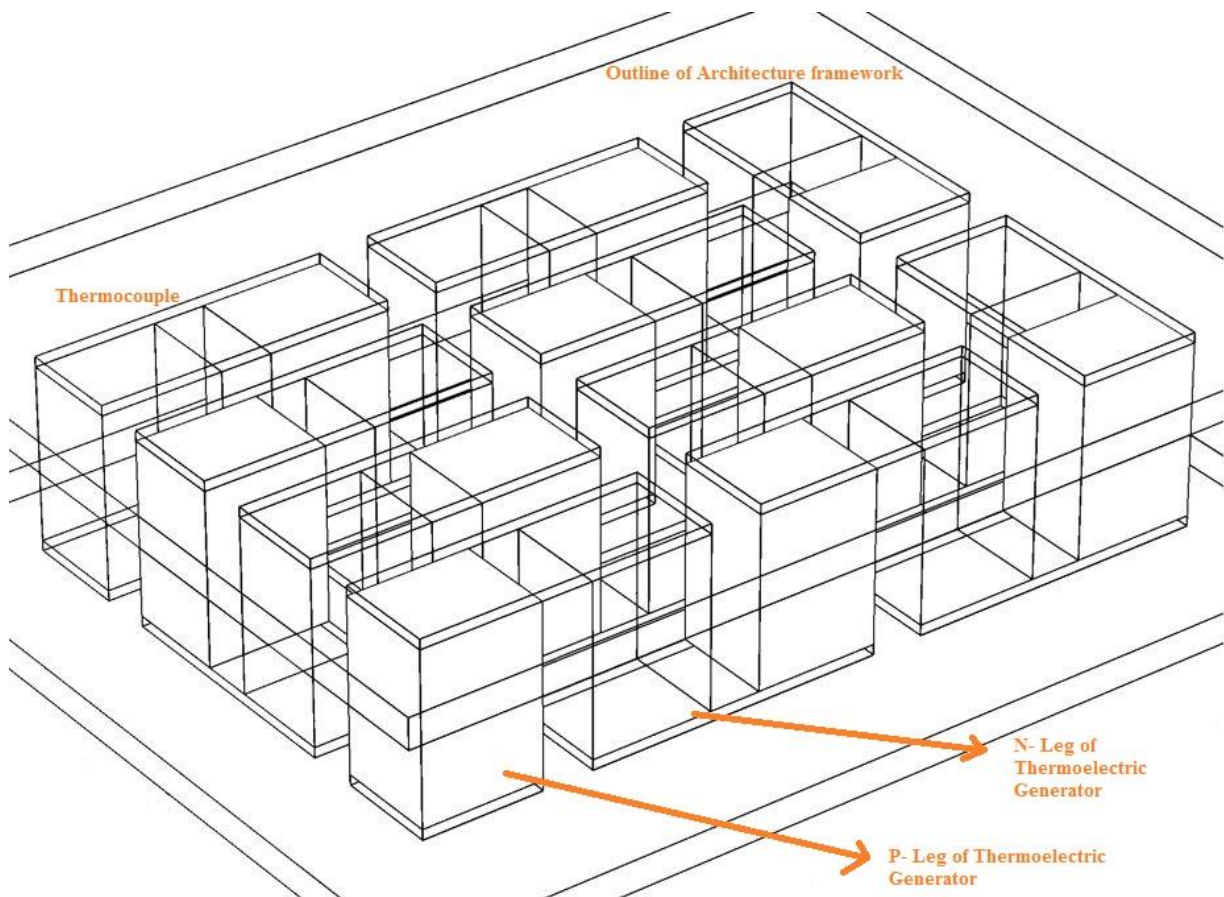 Outline of Architecture framework
Thermocouple
N- Leg of
Thermoelectric
Generator
P- Leg of Thermoelectric
Generator